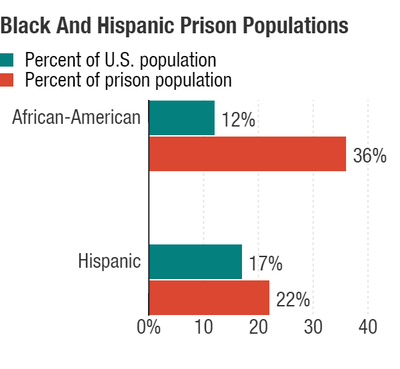 Black And Hispanic Prison Populations
Percent of U.S. population
Percent of prison population
African-American
12%
36%
Hispanic
17%
22%
0% 10 20 30 40